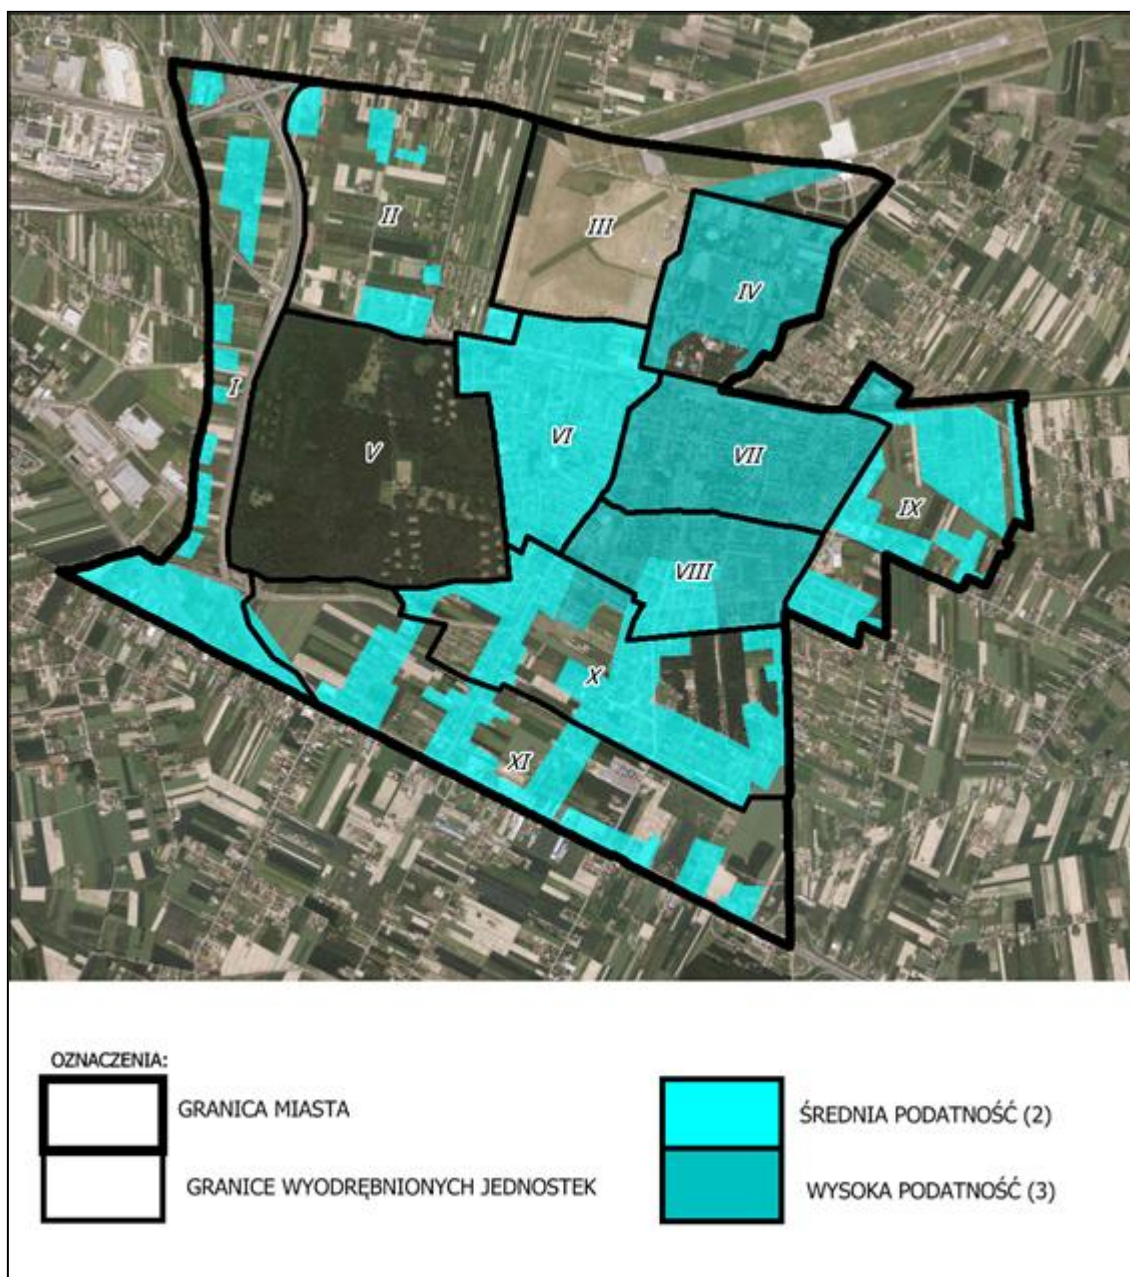 II
III
IV
I
VI
V
VII
IX
VIII
X
XI
OZNACZENIA:
GRANICA MIASTA
GRANICE WYODRĘBNIONYCH JEDNOSTEK
ŚREDNIA PODATNOŚĆ (2)
WYSOKA PODATNOŚĆ (3)